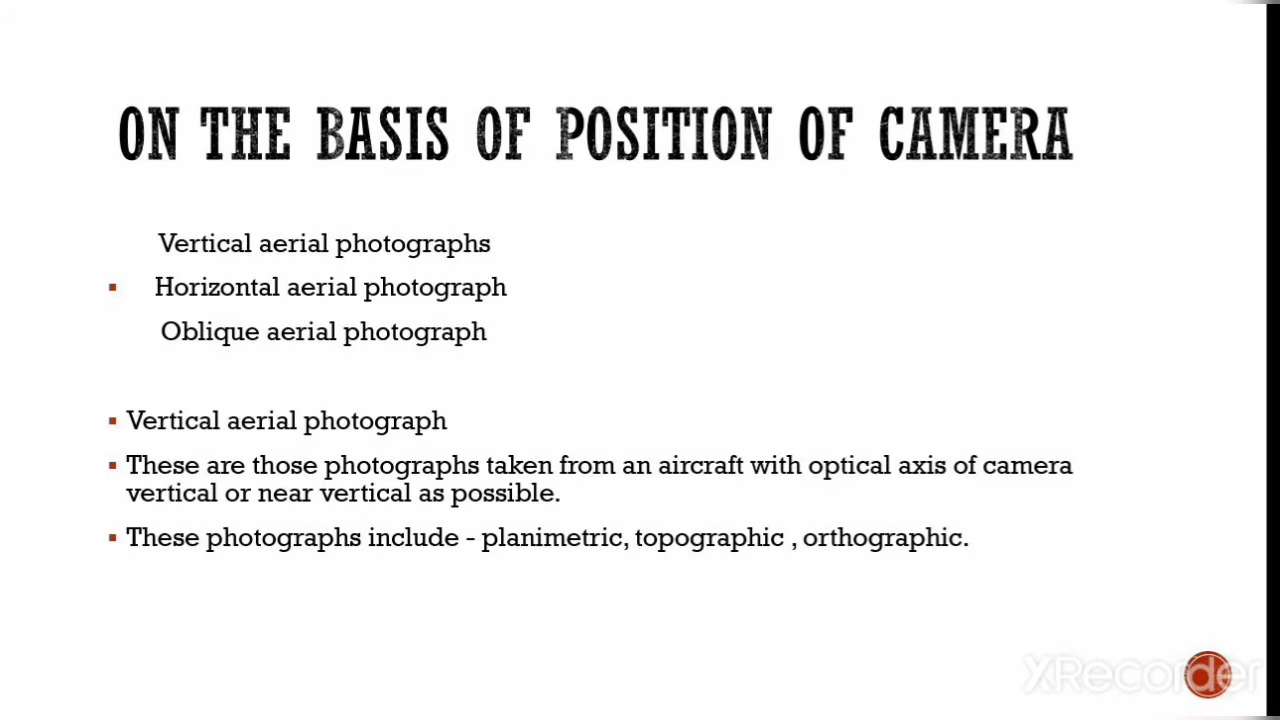 ON THE BASIS OF POSITION OF CAMERA
Vertical aerial photographs
▪ Horizontal aerial photograph
Oblique aerial photograph
▪ Vertical aerial photograph
▪ These are those photographs taken from an aircraft with optical axis of camera
vertical or near vertical as possible.
▪ These photographs include - planimetric, topographic , orthographic.
XRecorder